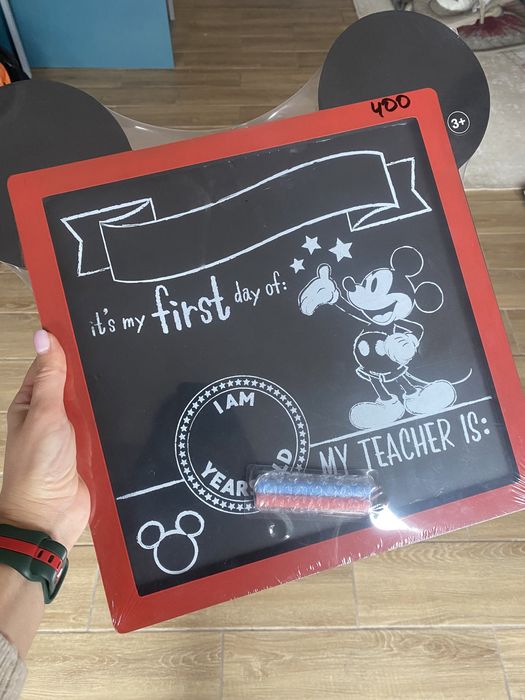 400
3+
it's my first day of:
I AM
YEARS OLD
MY TEACHER IS: